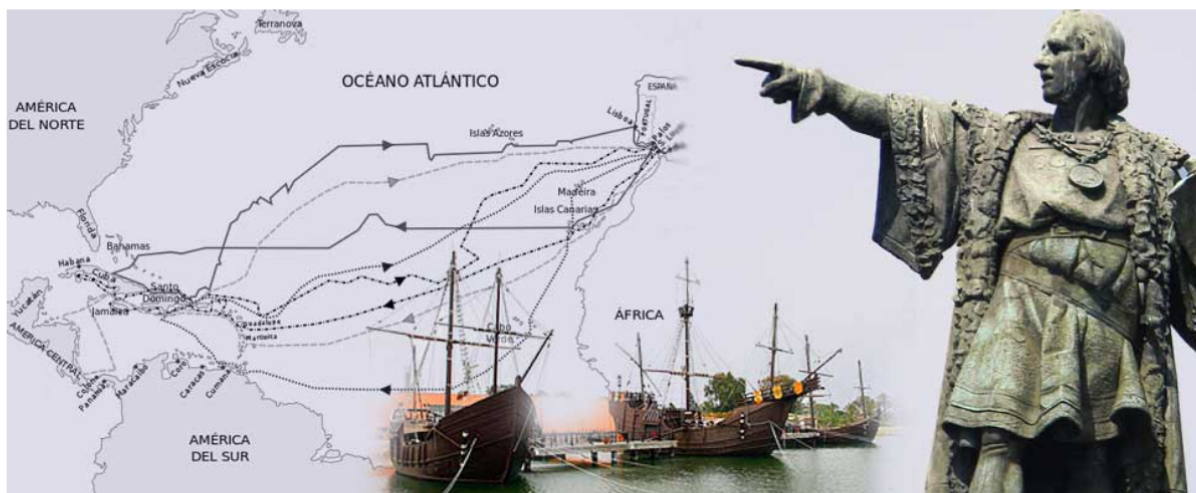 Terranova
Nueva Escocia
OCÉANO ATLÁNTICO
AMÉRICA
DEL NORTE
ESPAÑA
PORTUGAL
Lisboa
Palos
Islas Azores
Madeira
Islas Canarias
Florida
Bahamas
Habana
Cuba
Santo
Domingo
Jamaica
Yucatán
Guadalupe
Martinica
Cabo
Verde
ÁFRICA
AMÉRICA CENTRAL
Colón
Panamá
Maracaibo
Coro
Caracas
Cumaná
AMÉRICA
DEL SUR